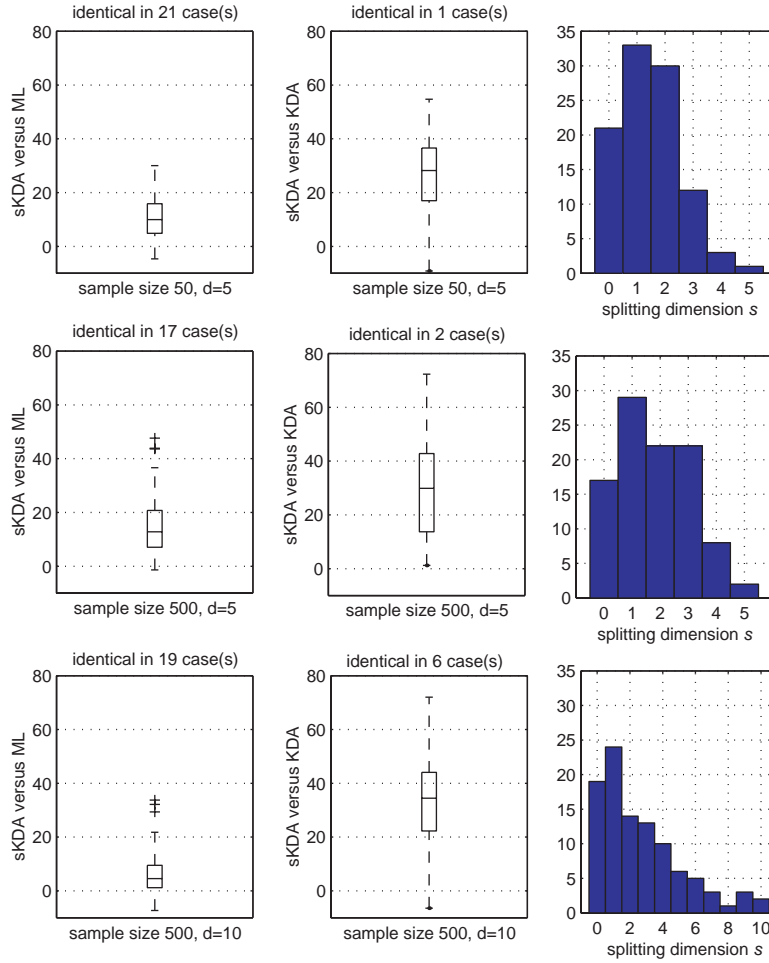 identical in 21 case(s)
80
60
40
20
0
sKDA versus ML
sample size 50, d=5
identical in 1 case(s)
80
60
40
20
0
sKDA versus KDA
sample size 50, d=5
35
30
25
20
15
10
5
0
0 1 2 3 4 5
splitting dimension s
identical in 17 case(s)
80
60
40
20
0
sKDA versus ML
sample size 500, d=5
identical in 2 case(s)
80
60
40
20
0
sKDA versus KDA
sample size 500, d=5
35
30
25
20
15
10
5
0
0 1 2 3 4 5
splitting dimension s
identical in 19 case(s)
80
60
40
20
0
sKDA versus ML
sample size 500, d=10
identical in 6 case(s)
80
60
40
20
0
sKDA versus KDA
sample size 500, d=10
35
30
25
20
15
10
5
0
0 2 4 6 8 10
splitting dimension s